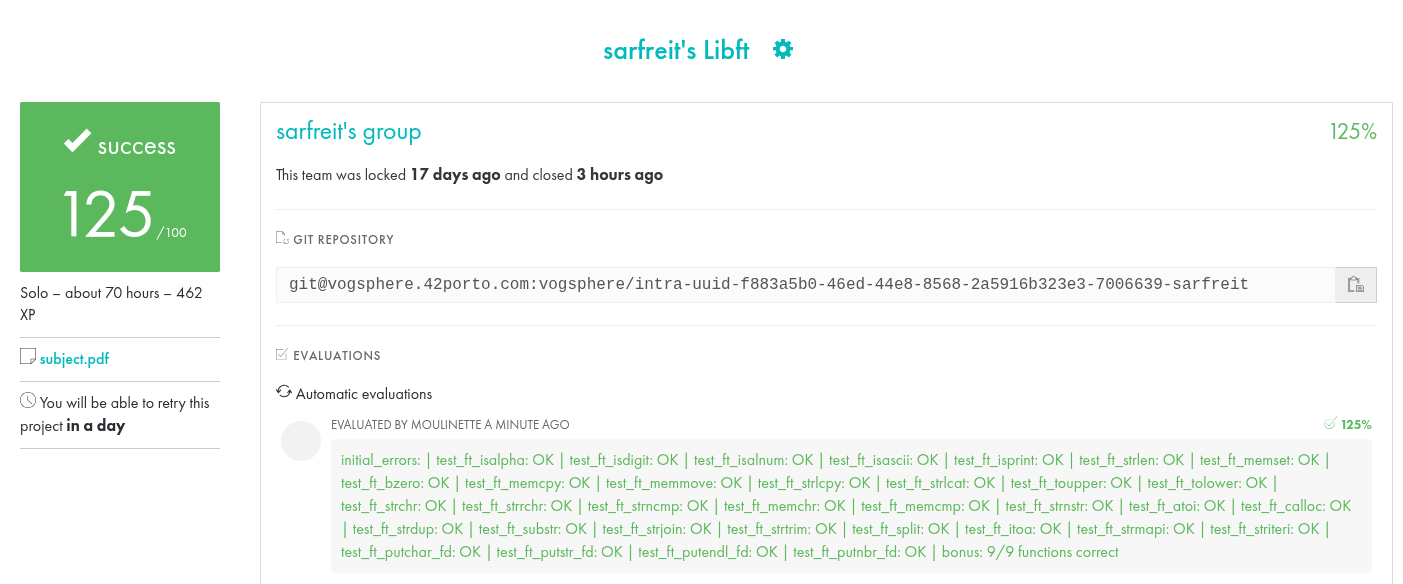 sarfreit's Libft
success
125 /100
Solo – about 70 hours – 462
XP
subject.pdf
You will be able to retry this
project in a day
sarfreit's group
125%
This team was locked 17 days ago and closed 3 hours ago
GIT REPOSITORY
git@vogsphere.42porto.com:vogsphere/intra-uuid-f883a5b0-46ed-44e8-8568-2a5916b323e3-7006639-sarfreit
EVALUATIONS
Automatic evaluations
EVALUATED BY MOULINETTE A MINUTE AGO
125%
initial_errors: | test_ft_isalpha: OK | test_ft_isdigit: OK | test_ft_isalnum: OK | test_ft_isascii: OK | test_ft_isprint: OK | test_ft_strlen: OK | test_ft_memset: OK |
test_ft_bzero: OK | test_ft_memcpy: OK | test_ft_memmove: OK | test_ft_strlcpy: OK | test_ft_strlcat: OK | test_ft_toupper: OK | test_ft_tolower: OK |
test_ft_strchr: OK | test_ft_strrchr: OK | test_ft_strncmp: OK | test_ft_memchr: OK | test_ft_memcmp: OK | test_ft_strnstr: OK | test_ft_atoi: OK | test_ft_calloc: OK
| test_ft_strdup: OK | test_ft_substr: OK | test_ft_strjoin: OK | test_ft_strtrim: OK | test_ft_split: OK | test_ft_itoa: OK | test_ft_strmapi: OK | test_ft_striteri: OK |
test_ft_putchar_fd: OK | test_ft_putstr_fd: OK | test_ft_putendl_fd: OK | test_ft_putnbr_fd: OK | bonus: 9/9 functions correct